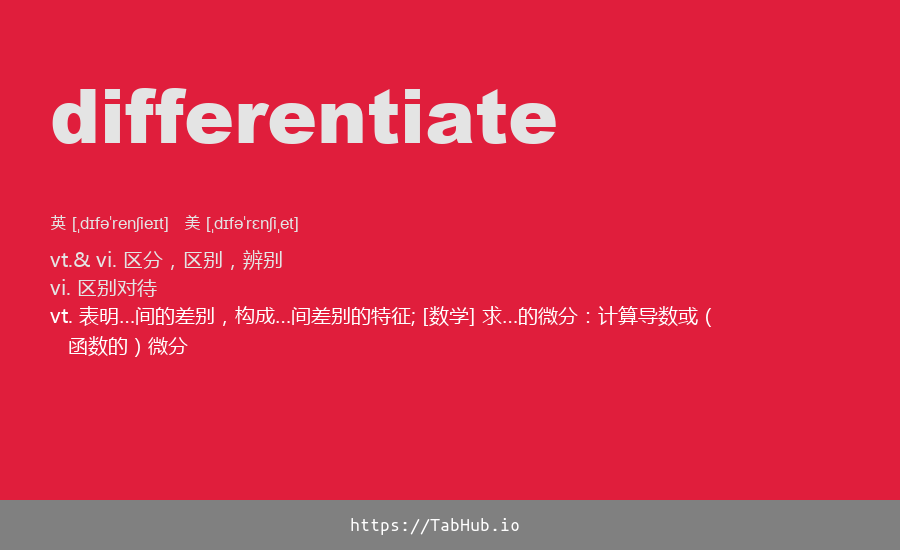 differentiate
英 [ˌdɪfəˈrenʃieɪt] 美 [ˌdɪfəˈrɛnʃiˌet]
vt.& vi. 区分，区别，辨别
vi. 区别对待
vt. 表明…间的差别，构成…间差别的特征; [数学] 求…的微分：计算导数或（
函数的）微分
https://TabHub.io